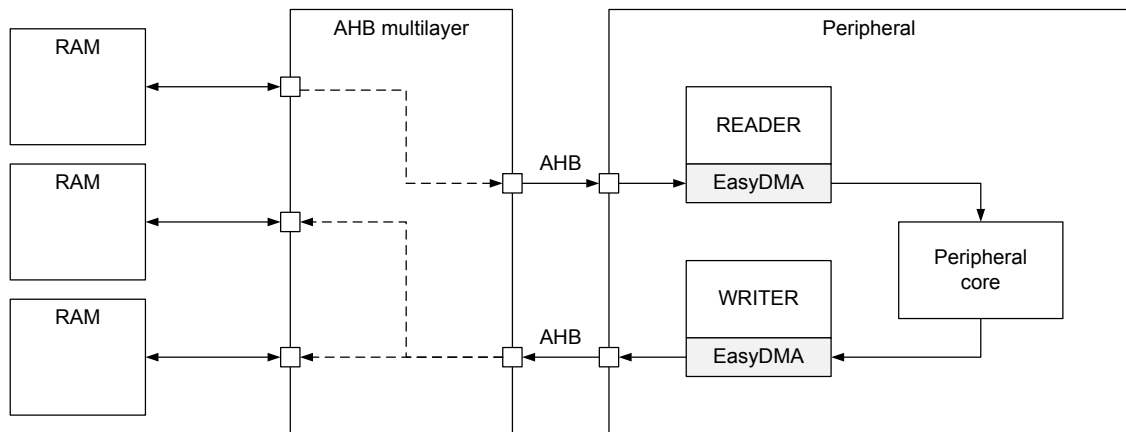 AHB multilayer
Peripheral
RAM
READER
AHB
EasyDMA
RAM
Peripheral
core
WRITER
RAM
AHB
EasyDMA